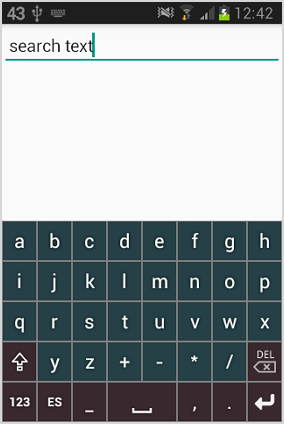 43 12:42
search text
a b c d e f g h
i j k l m n o p
q r s t u v w x
y z + - * / DEL
123 ES _ , .